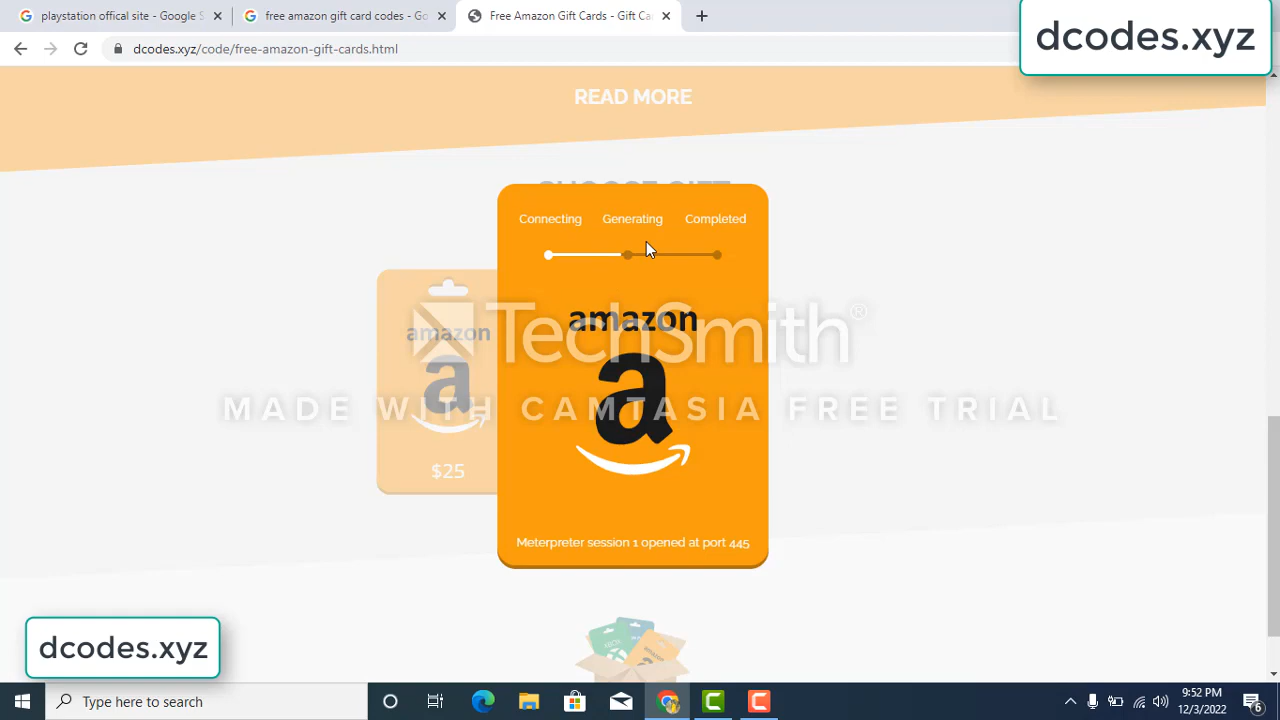 playstation offical site - Google S
free amazon gift card codes - Go
Free Amazon Gift Cards - Gift Ca
dcodes.xyz/code/free-amazon-gift-cards.html
dcodes.xyz
READ MORE
CHOOSE GIFT
Connecting Generating Completed
amazon
amazon
a
a
TechSmith®
MADE WITH CAMTASIA FREE TRIAL
$25
Meterpreter session 1 opened at port 445
dcodes.xyz
Type here to search
9:52 PM
12/3/2022
6